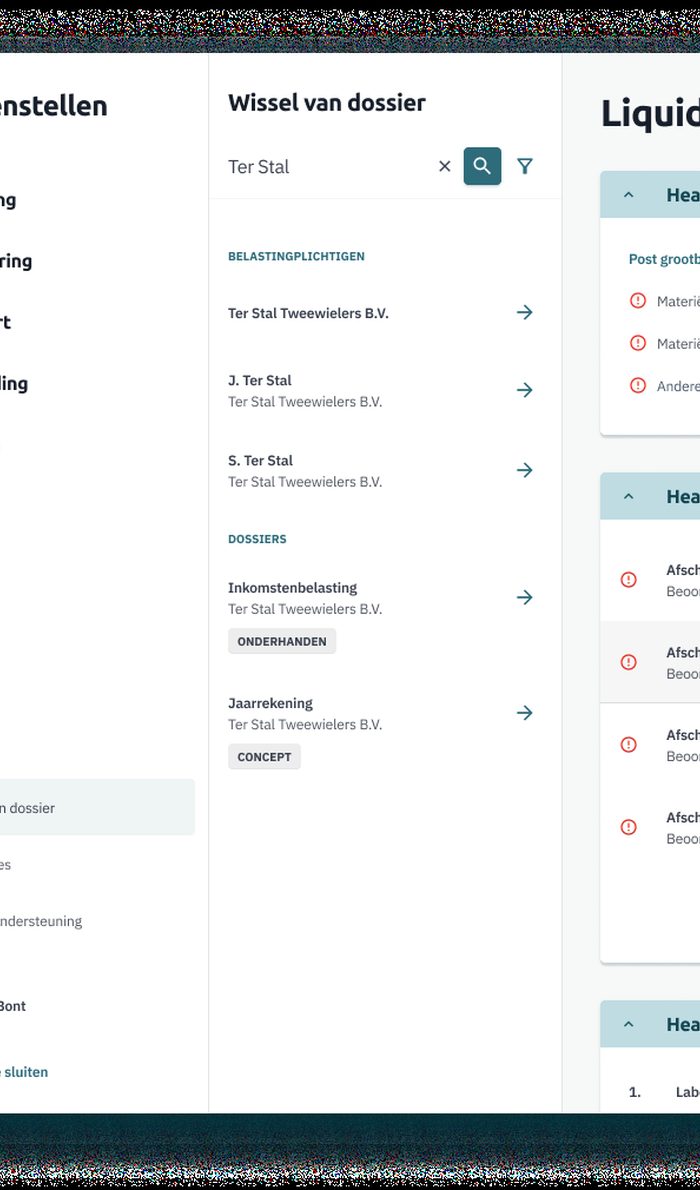 enstellen
ng
ring
rt
ling
n dossier
es
ndersteuning
Bont
e sluiten
Wissel van dossier
Ter Stal
BELASTINGPLICHTIGEN
Ter Stal Tweewielers B.V.
J. Ter Stal
Ter Stal Tweewielers B.V.
S. Ter Stal
Ter Stal Tweewielers B.V.
DOSSIERS
Inkomstenbelasting
Ter Stal Tweewielers B.V.
ONDERHANDEN
Jaarrekening
Ter Stal Tweewielers B.V.
CONCEPT
Liquid
Hea
Post grootb
Materië
Materië
Andere
Hea
Afsch
Beoor
Afsch
Beoor
Afsch
Beoor
Afsch
Beoor
Hea
1. Labe